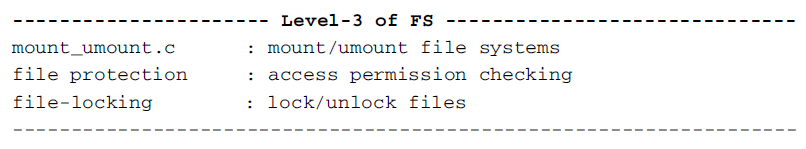 ---------------------- Level-3 of FS ------------------------------
mount_umount.c      : mount/umount file systems
file protection     : access permission checking
file-locking        : lock/unlock files
--------------------------------------------------------------------